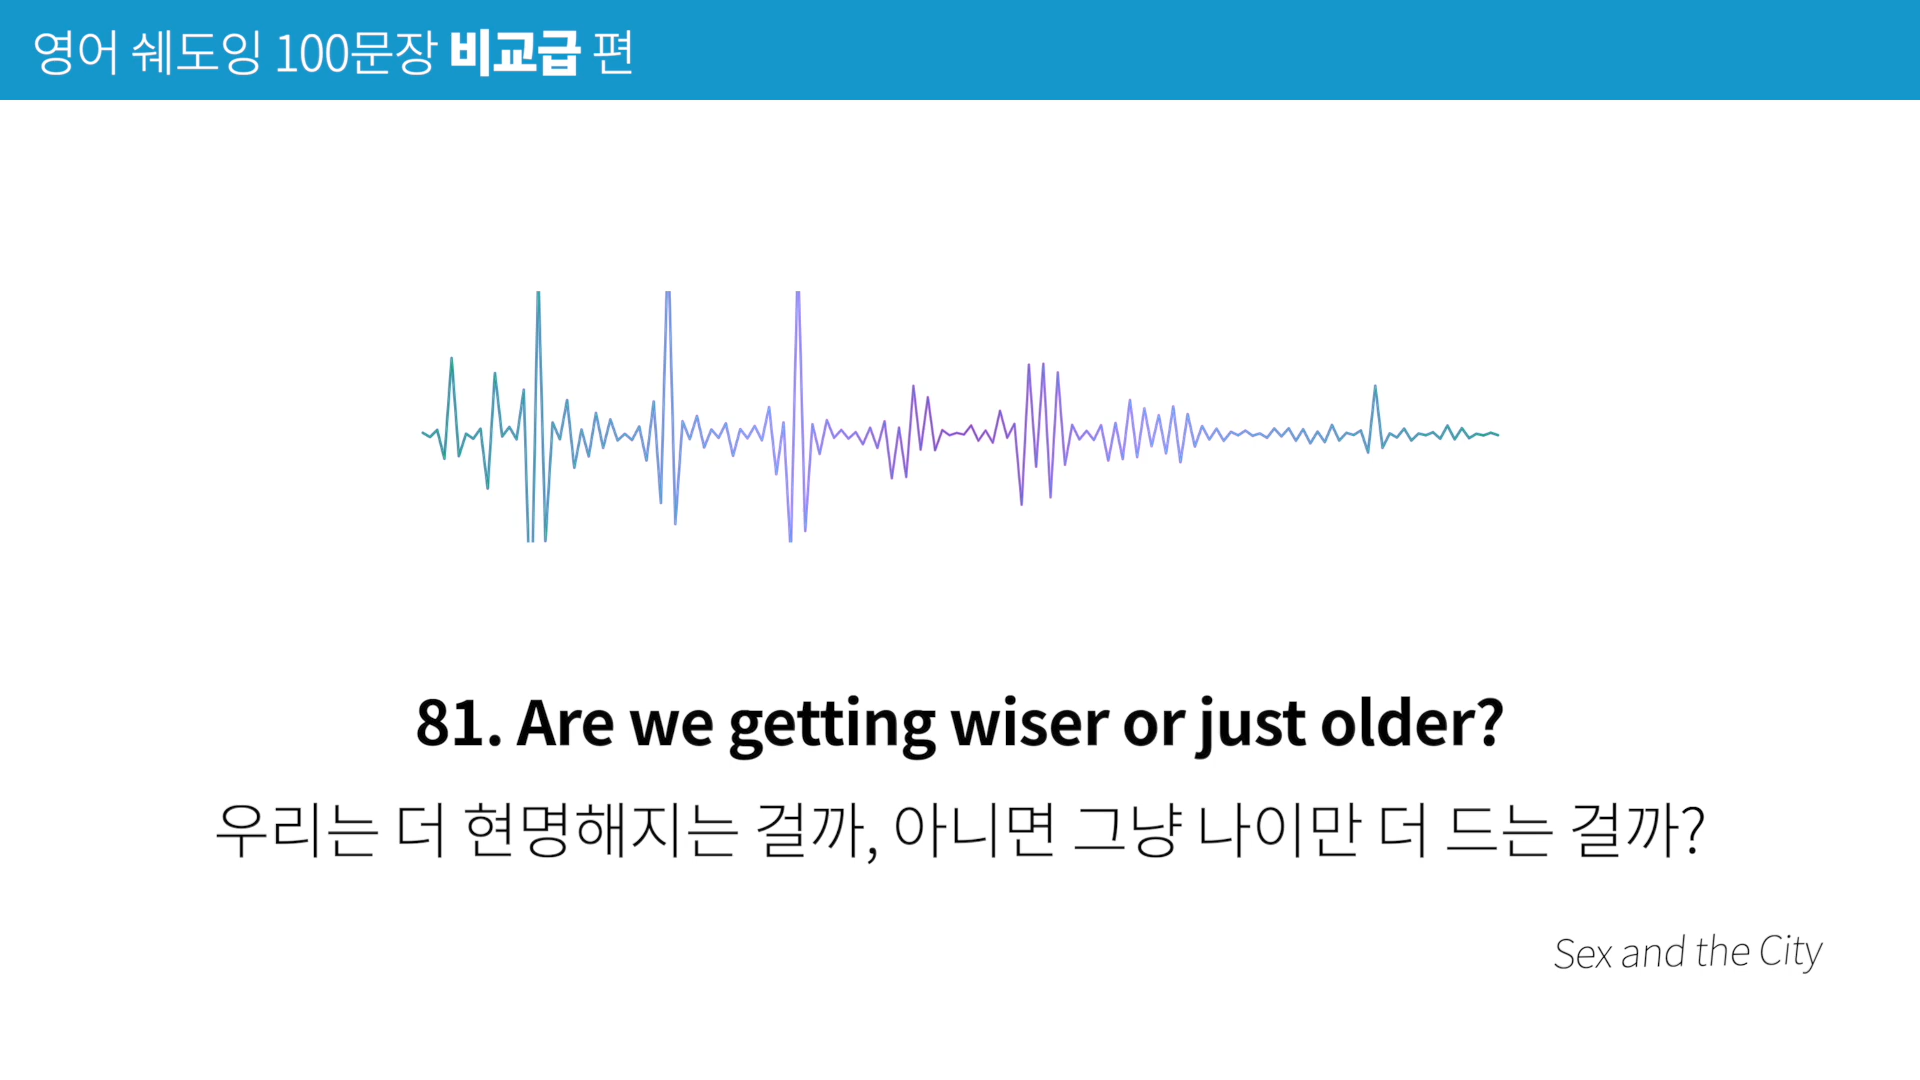 영어 쉐도잉 100문장 비교급 편
81. Are we getting wiser or just older?
우리는 더 현명해지는 걸까, 아니면 그냥 나이만 더 드는 걸까?
Sex and the City